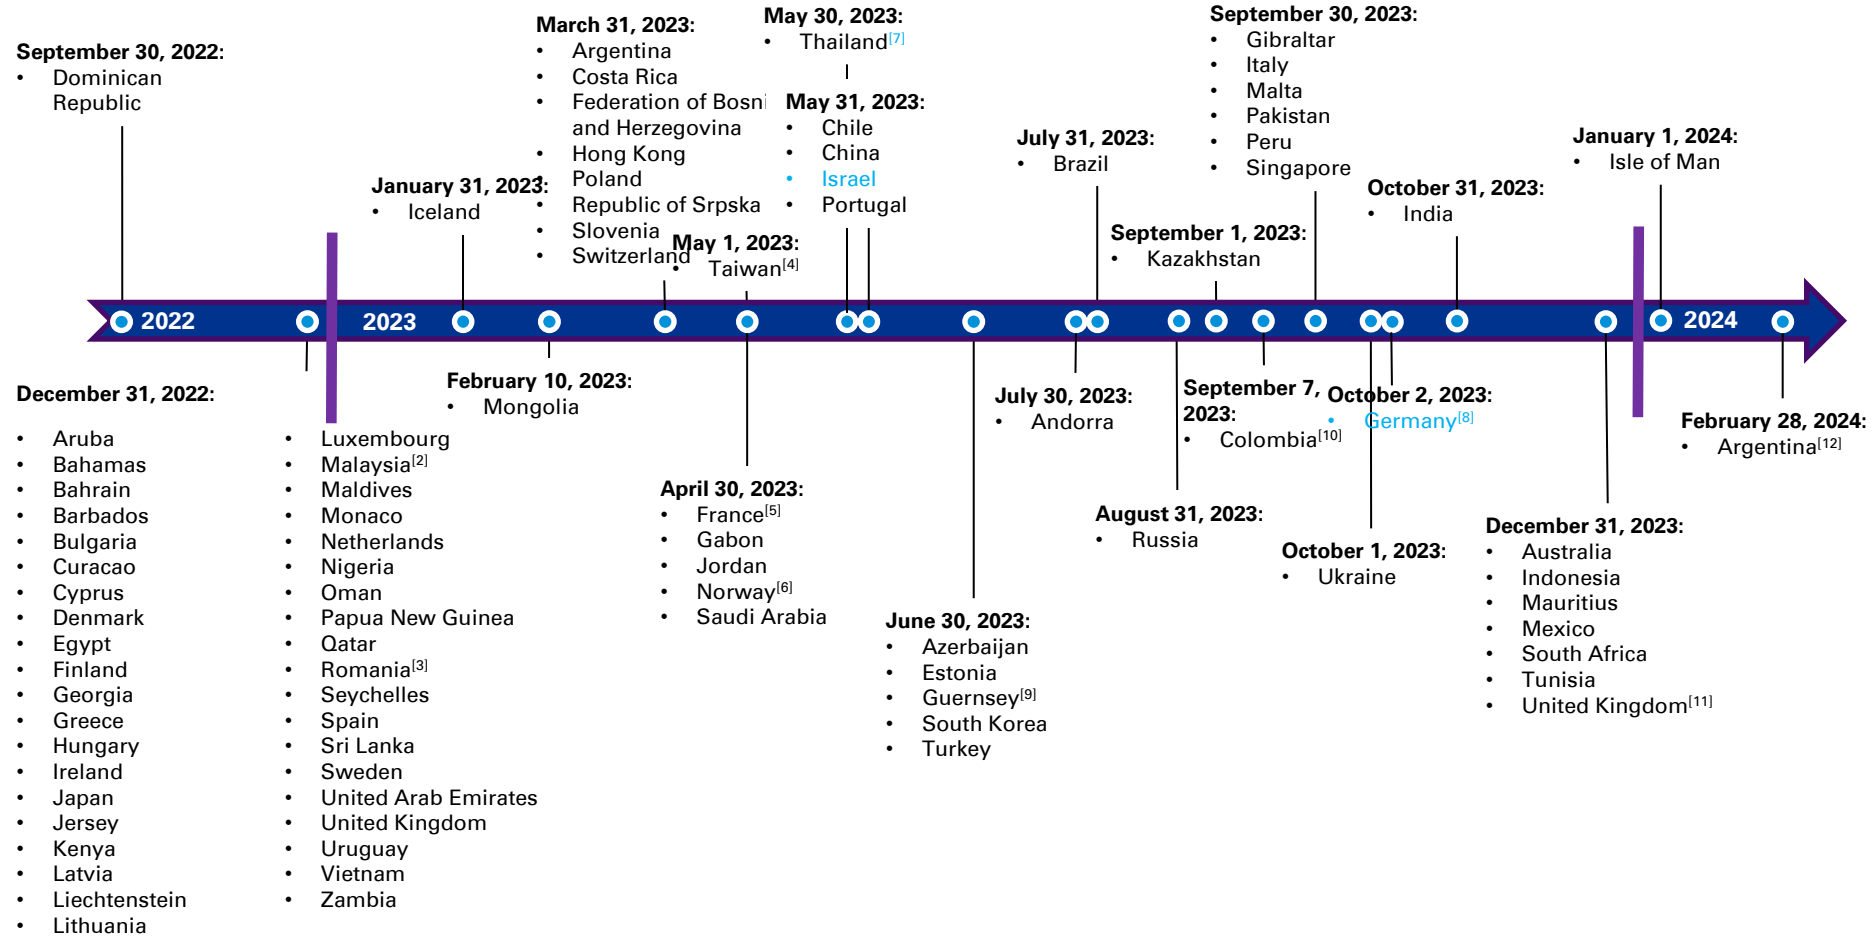 September 30, 2022:
• Dominican
Republic
January 31, 2023:
• Iceland
March 31, 2023:
• Argentina
• Costa Rica
• Federation of Bosni
and Herzegovina
• Hong Kong
• Poland
• Republic of Srpska
• Slovenia
• Switzerland
May 1, 2023:
• Taiwan[4]
May 30, 2023:
• Thailand[7]
May 31, 2023:
• Chile
• China
• Israel
• Portugal
July 31, 2023:
• Brazil
September 1, 2023:
• Kazakhstan
September 30, 2023:
• Gibraltar
• Italy
• Malta
• Pakistan
• Peru
• Singapore
October 31, 2023:
• India
January 1, 2024:
• Isle of Man
2022
2023
2024
December 31, 2022:
• Aruba
• Bahamas
• Bahrain
• Barbados
• Bulgaria
• Curacao
• Cyprus
• Denmark
• Egypt
• Finland
• Georgia
• Greece
• Hungary
• Ireland
• Japan
• Jersey
• Kenya
• Latvia
• Liechtenstein
• Lithuania
• Luxembourg
• Malaysia[2]
• Maldives
• Monaco
• Netherlands
• Nigeria
• Oman
• Papua New Guinea
• Qatar
• Romania[3]
• Seychelles
• Spain
• Sri Lanka
• Sweden
• United Arab Emirates
• United Kingdom
• Uruguay
• Vietnam
• Zambia
February 10, 2023:
• Mongolia
April 30, 2023:
• France[5]
• Gabon
• Jordan
• Norway[6]
• Saudi Arabia
June 30, 2023:
• Azerbaijan
• Estonia
• Guernsey[9]
• South Korea
• Turkey
July 30, 2023:
• Andorra
August 31, 2023:
• Russia
September 7,
2023:
• Colombia[10]
October 1, 2023:
• Ukraine
October 2, 2023:
• Germany[8]
December 31, 2023:
• Australia
• Indonesia
• Mauritius
• Mexico
• South Africa
• Tunisia
• United Kingdom[11]
February 28, 2024:
• Argentina[12]